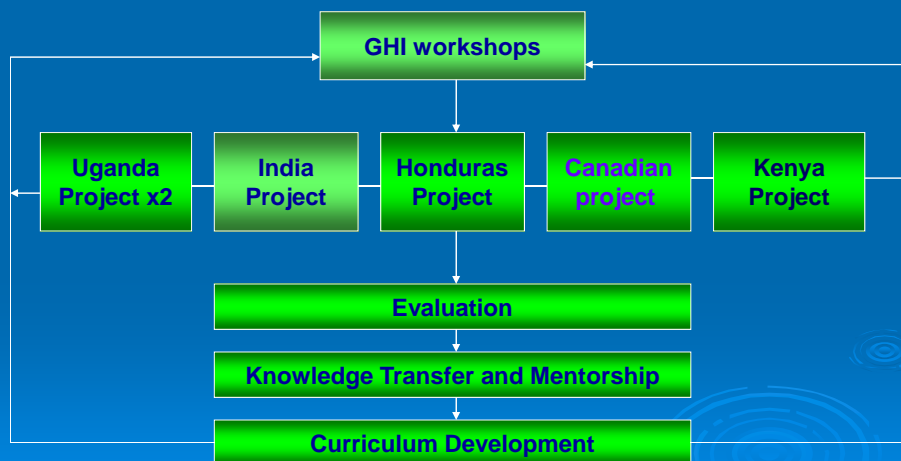 GHI workshops
Uganda
Project x2
India
Project
Honduras
Project
Canadian
project
Kenya
Project
Evaluation
Knowledge Transfer and Mentorship
Curriculum Development